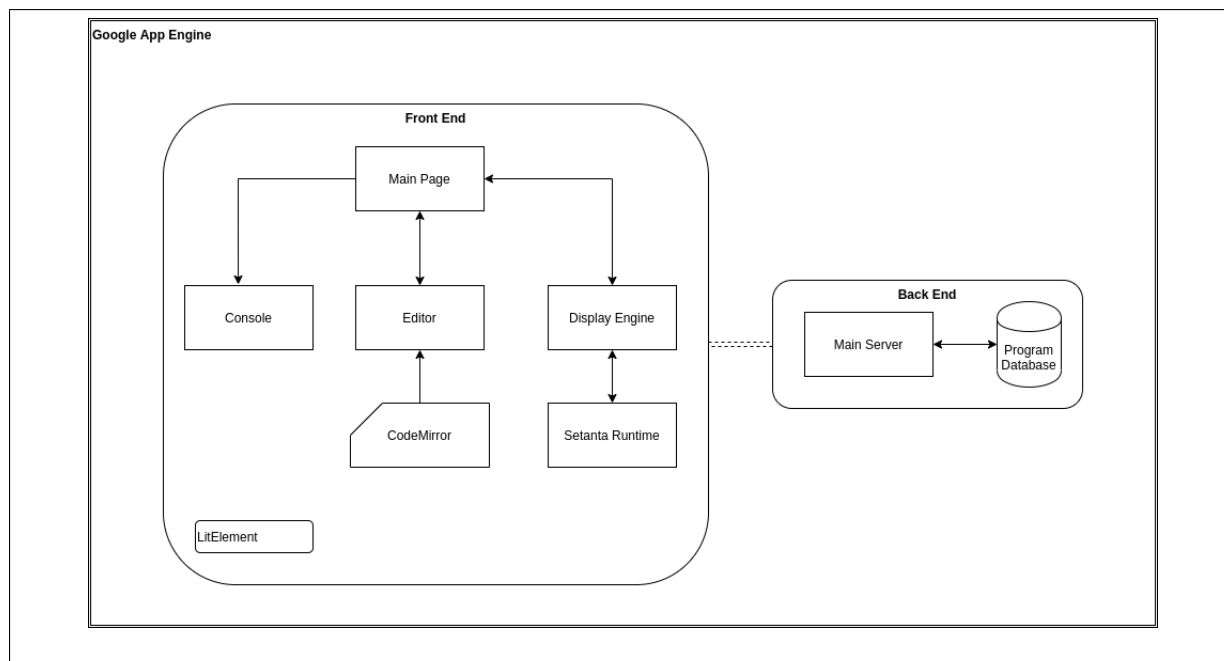 Google App Engine
Front End
Main Page
Console
Editor
Display Engine
CodeMirror
Setanta Runtime
LitElement
Back End
Main Server
Program
Database